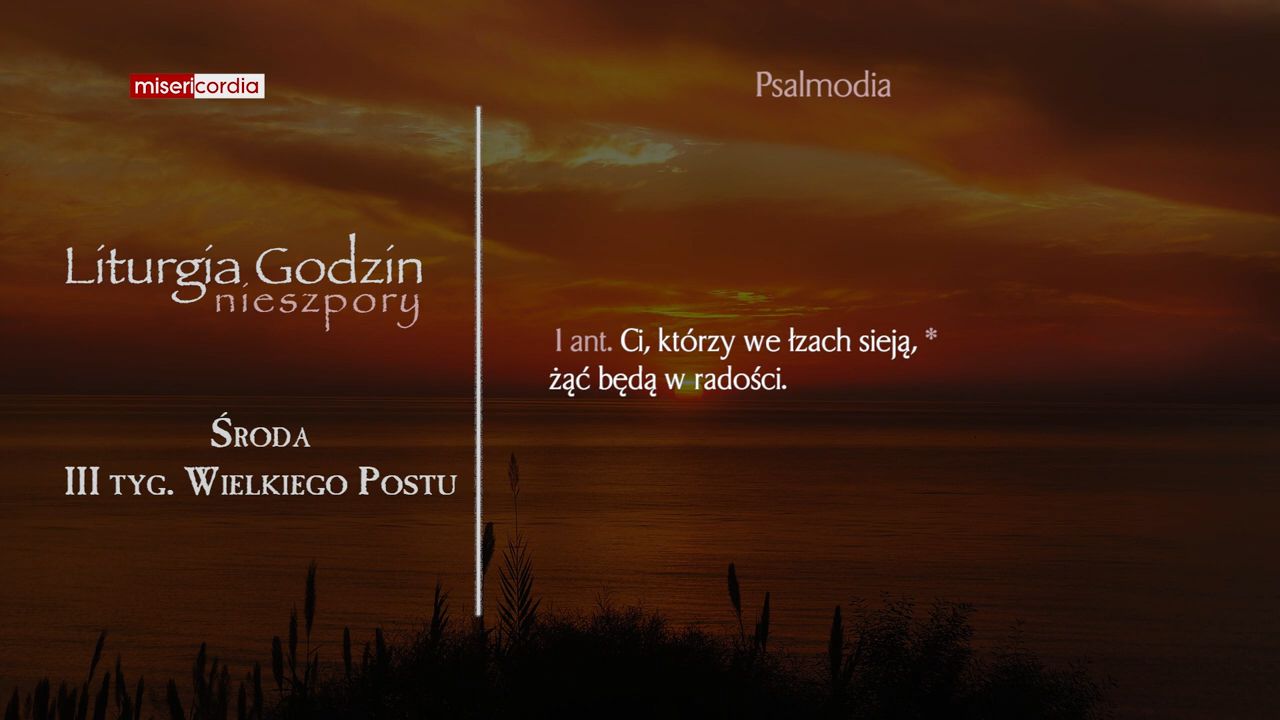 misericordia
Psalmodia
Liturgia Godzin
nieszpory
1 ant. Ci, którzy we łzach sieją, *
żąć będą w radości.
Środa
III tyg. Wielkiego Postu